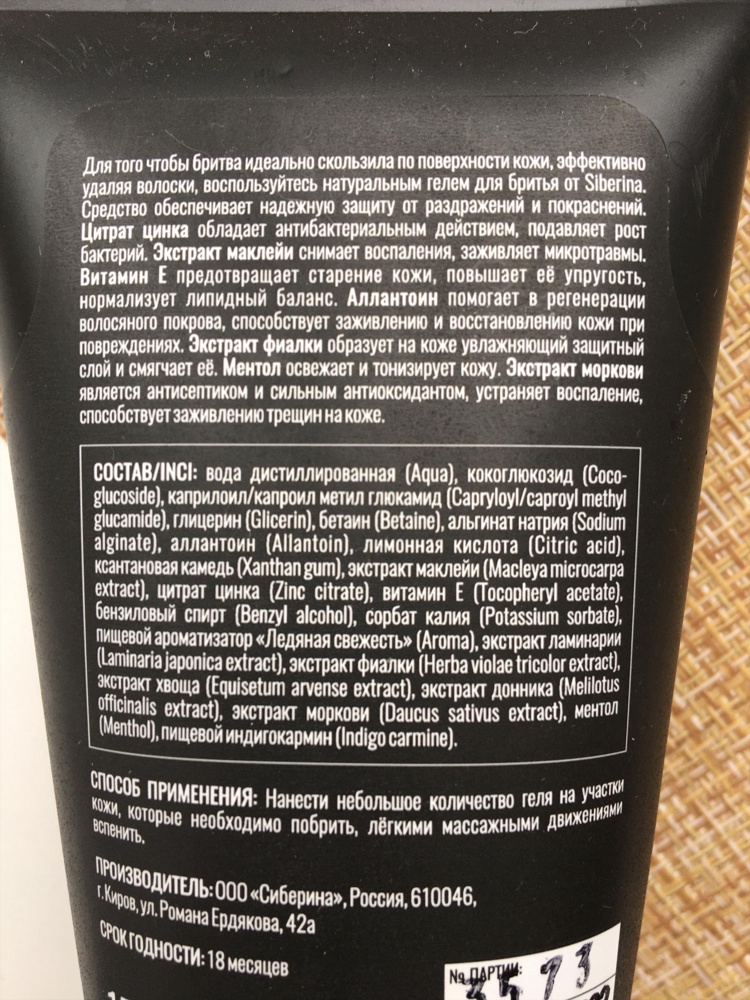 Для того чтобы бритва идеально скользила по поверхности кожи, эффективно
удаляя волоски, воспользуйтесь натуральным гелем для бритья от Siberina.
Средство обеспечивает надежную защиту от раздражений и покраснений.
Цитрат цинка обладает антибактериальным действием, подавляет рост
бактерий. Экстракт маклейи снимает воспаления, заживляет микротравмы.
Витамин Е предотвращает старение кожи, повышает её упругость,
нормализует липидный баланс. Аллантоин помогает в регенерации
волосяного покрова, способствует заживлению и восстановлению кожи при
повреждениях. Экстракт фиалки образует на коже увлажняющий защитный
слой и смягчает её. Ментол освежает и тонизирует кожу. Экстракт моркови
является антисептиком и сильным антиоксидантом, устраняет воспаление,
способствует заживлению трещин на коже.
СОСТАВ/INCI: вода дистиллированная (Aqua), кокоглюкозид (Coco-
glucoside), каприлоил/капроил метил глюкамид (Capryloyl/caproyl methyl
glucamide), глицерин (Glicerin), бетаин (Betaine), альгинат натрия (Sodium
alginate), аллантоин (Allantoin), лимонная кислота (Citric acid),
ксантановая камедь (Xanthan gum), экстракт маклейи (Macleya microcarpa
extract), цитрат цинка (Zinc citrate), витамин Е (Tocopheryl acetate),
бензиловый спирт (Benzyl alcohol), сорбат калия (Potassium sorbate),
пищевой ароматизатор «Ледяная свежесть» (Aroma), экстракт ламинарии
(Laminaria japonica extract), экстракт фиалки (Herba violae tricolor extract),
экстракт хвоща (Equisetum arvense extract), экстракт донника (Melilotus
officinalis extract), экстракт моркови (Daucus sativus extract), ментол
(Menthol), пищевой индигокармин (Indigo carmine).
СПОСОБ ПРИМЕНЕНИЯ: Нанести небольшое количество геля на участки
кожи, которые необходимо побрить, лёгкими массажными движениями
вспенить.
ПРОИЗВОДИТЕЛЬ: ООО «Сиберина», Россия, 610046,
г. Киров, ул. Романа Ердякова, 42а
СРОК ГОДНОСТИ: 18 месяцев
№ ПАРТИИ:
3573